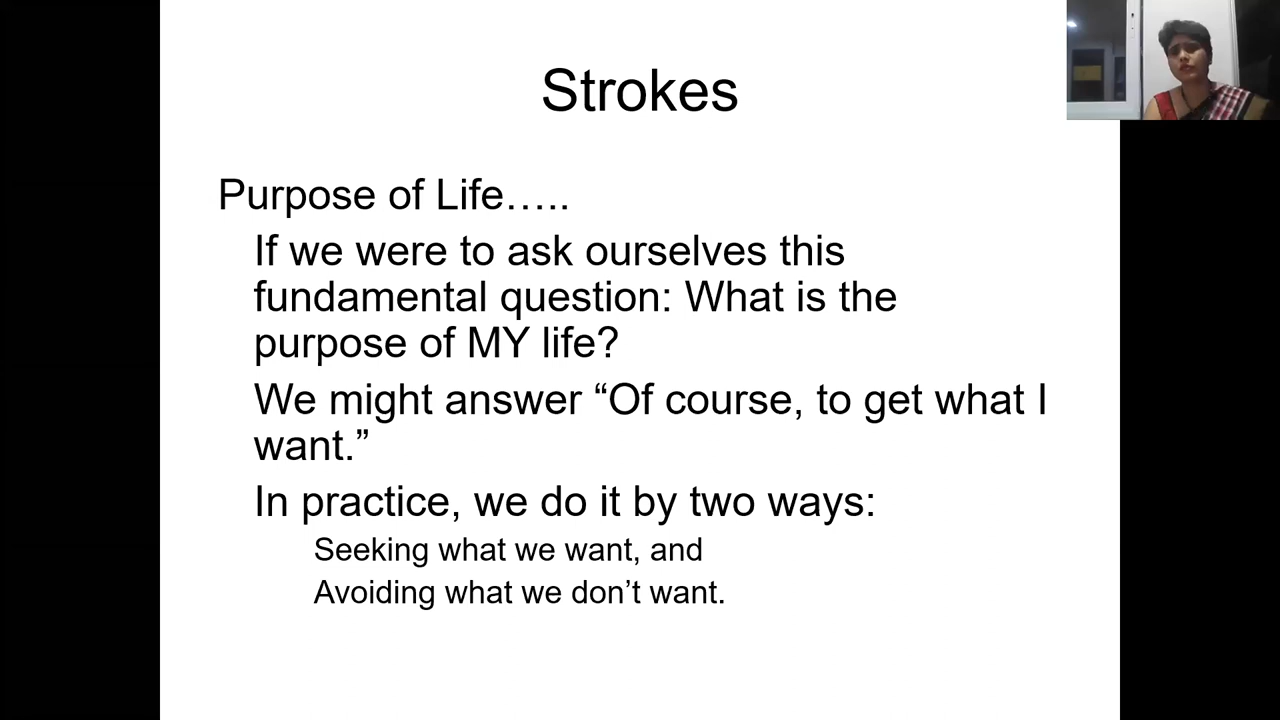 Strokes
Purpose of Life…..
If we were to ask ourselves this
fundamental question: What is the
purpose of MY life?
We might answer “Of course, to get what I
want.”
In practice, we do it by two ways:
Seeking what we want, and
Avoiding what we don’t want.